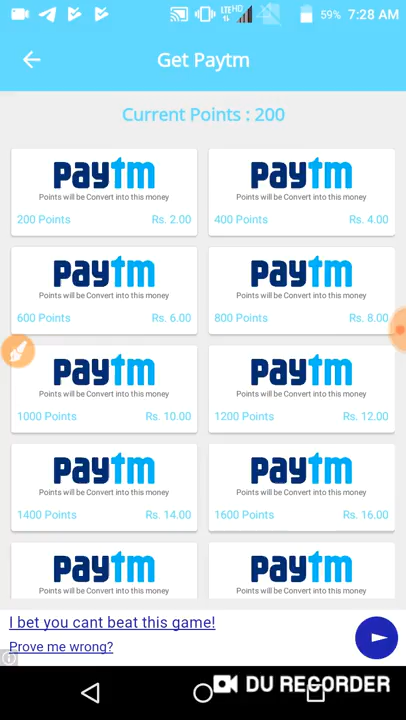 LTE HD 59% 7:28 AM
Get Paytm
Current Points : 200
paytm
Points will be Convert into this money
200 Points Rs. 2.00
paytm
Points will be Convert into this money
400 Points Rs. 4.00
paytm
Points will be Convert into this money
600 Points Rs. 6.00
paytm
Points will be Convert into this money
800 Points Rs. 8.00
paytm
Points will be Convert into this money
1000 Points Rs. 10.00
paytm
Points will be Convert into this money
1200 Points Rs. 12.00
paytm
Points will be Convert into this money
1400 Points Rs. 14.00
paytm
Points will be Convert into this money
1600 Points Rs. 16.00
paytm
Points will be Convert into this money
paytm
Points will be Convert into this money
I bet you cant beat this game!
Prove me wrong?
DU RECORDER